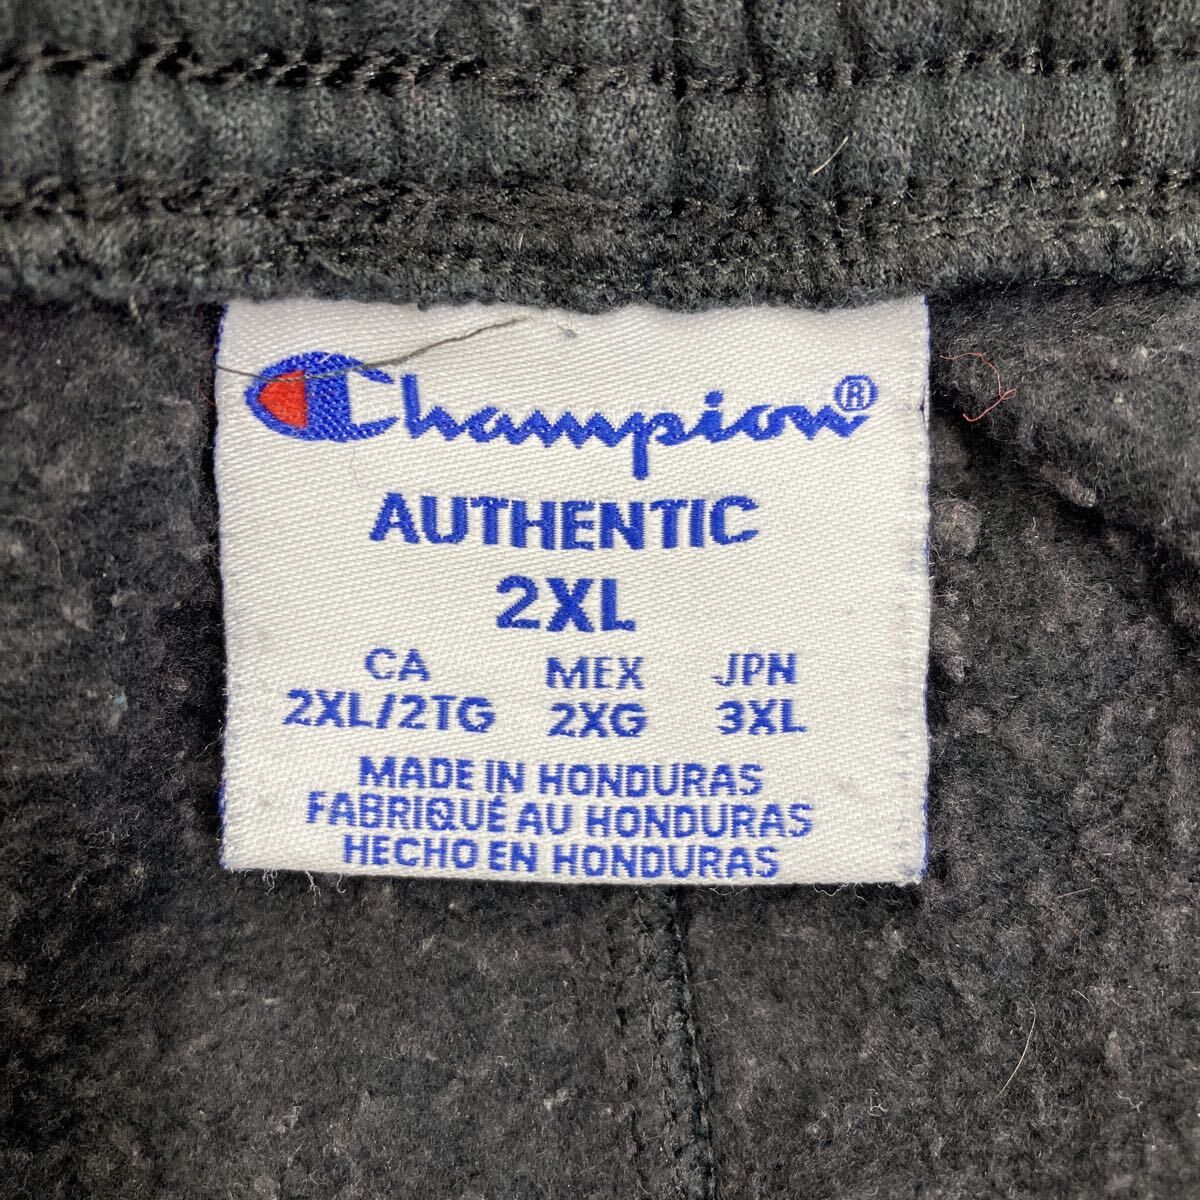 Champion®
AUTHENTIC
2XL
CA MEX JPN
2XL/2TG 2XG 3XL
MADE IN HONDURAS
FABRIQUÉ AU HONDURAS
HECHO EN HONDURAS